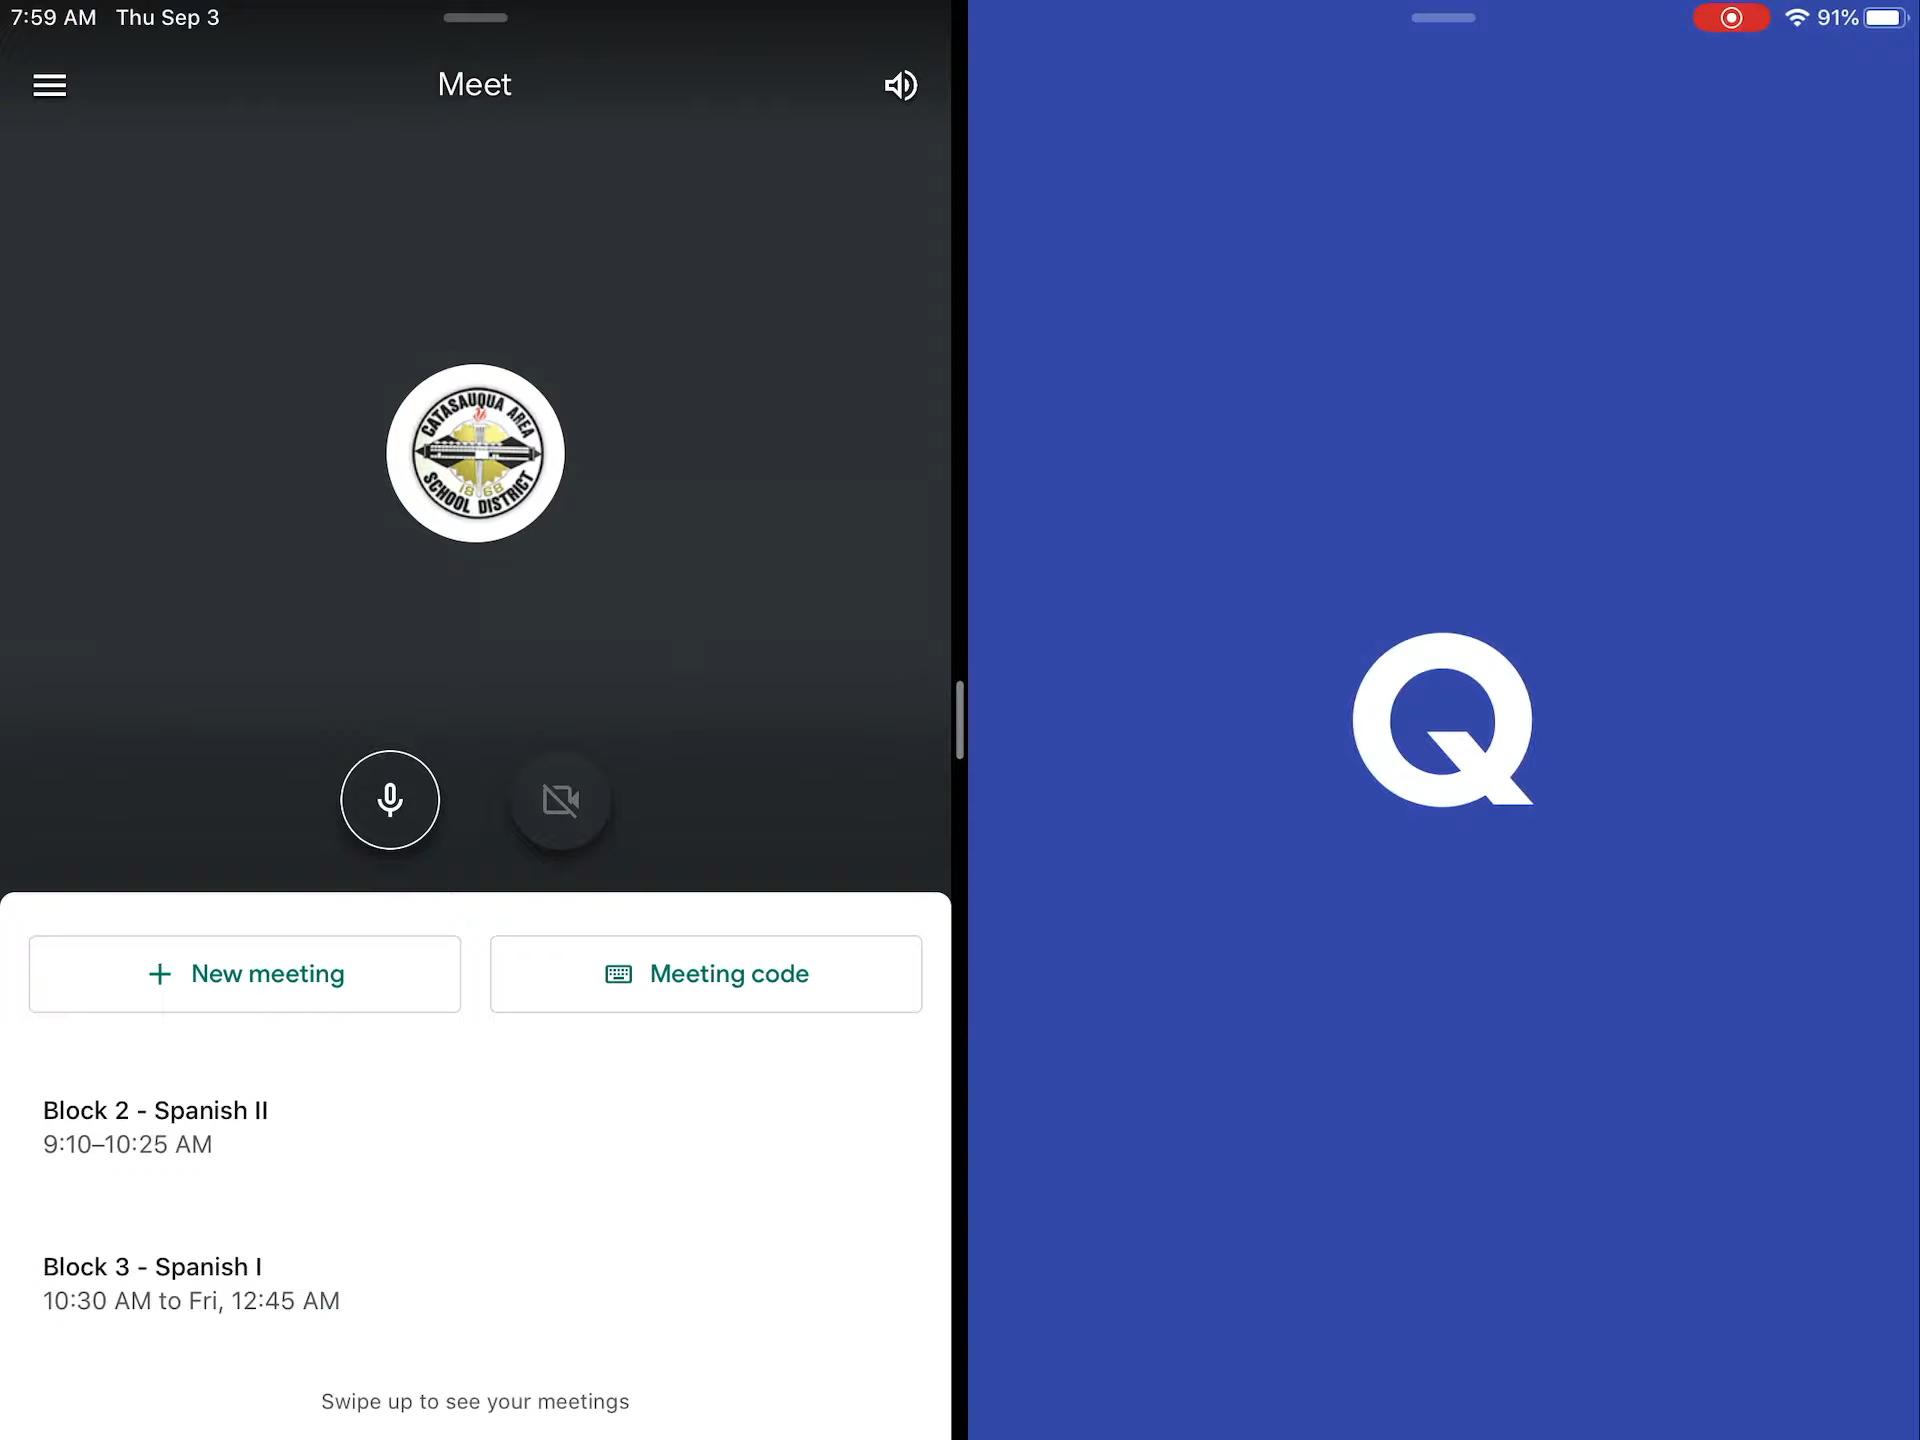 7:59 AM Thu Sep 3
91%
Meet
CATASAUQUA AREA
1868
SCHOOL DISTRICT
Q
+ New meeting
Meeting code
Block 2 - Spanish II
9:10–10:25 AM
Block 3 - Spanish I
10:30 AM to Fri, 12:45 AM
Swipe up to see your meetings